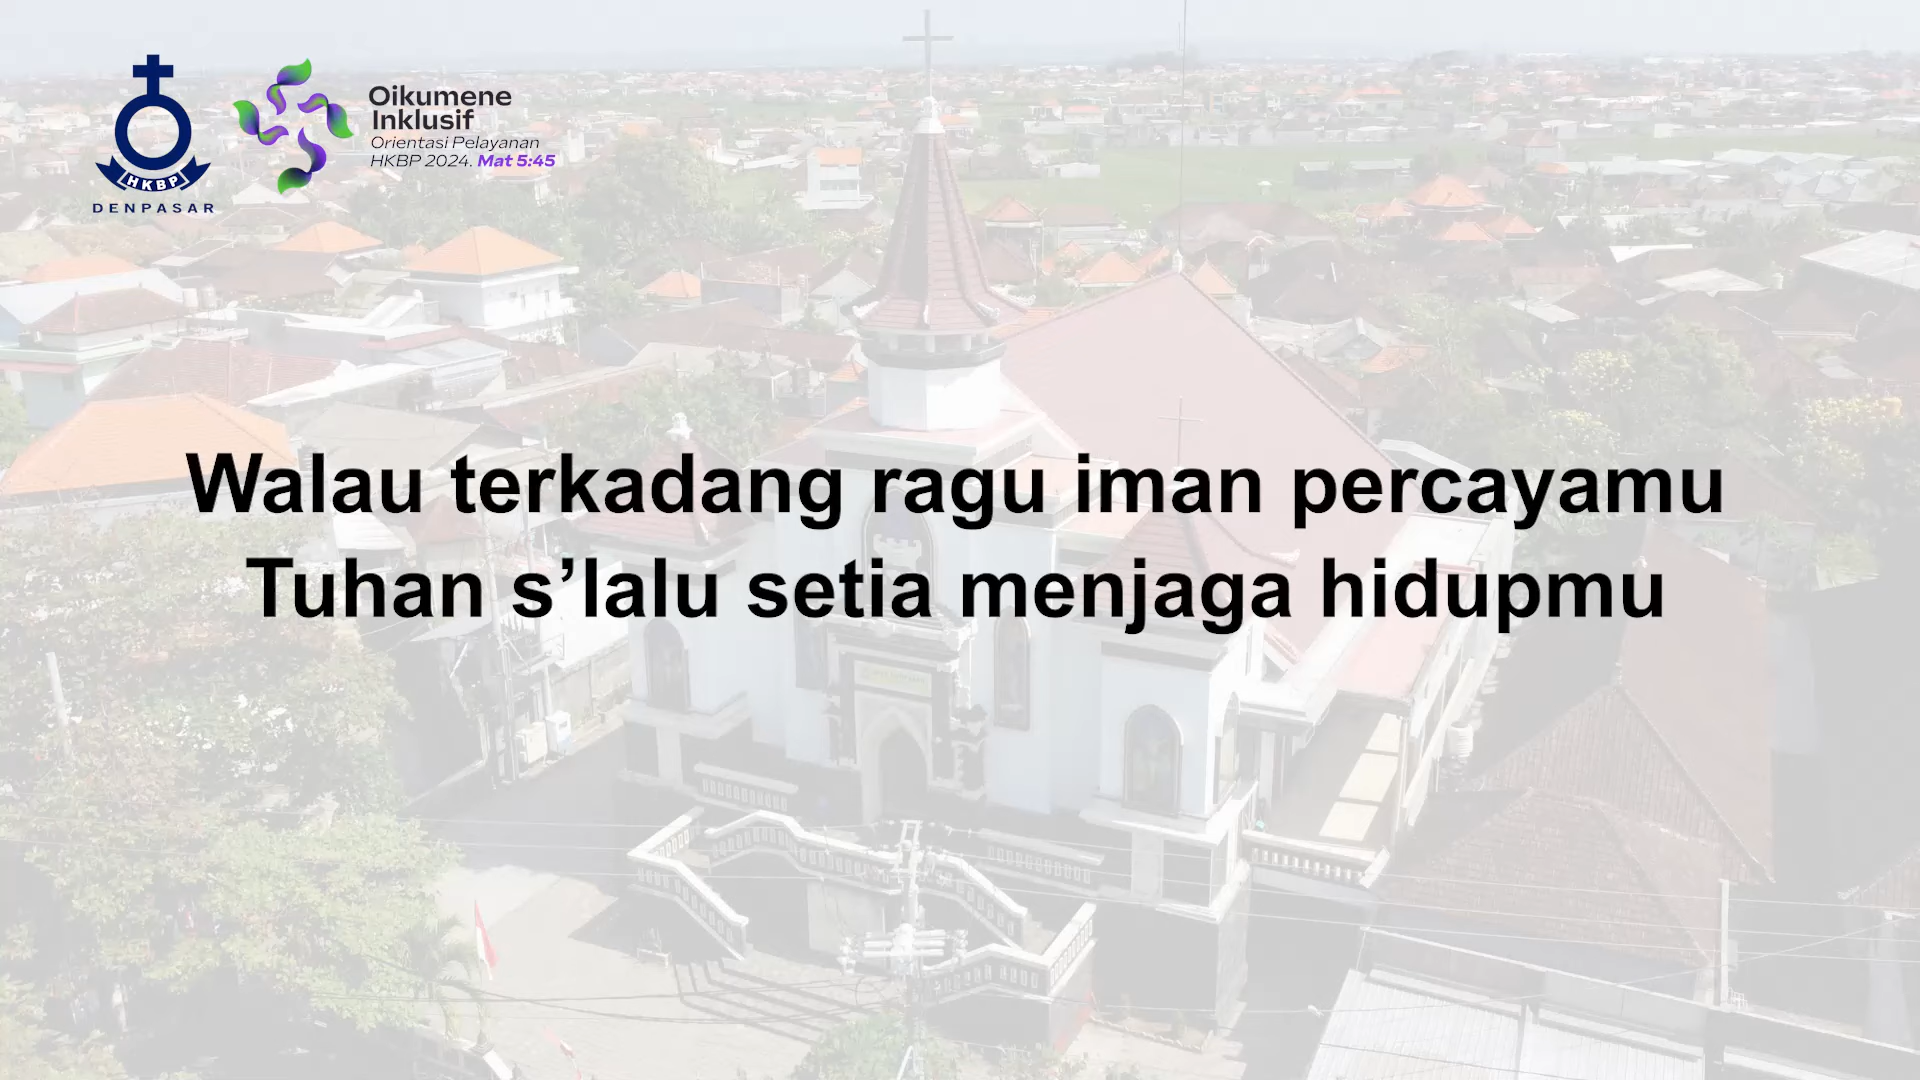 HKBP
DENPASAR
Oikumene
Inklusif
Orientasi Pelayanan
HKBP 2024. Mat 5:45
Walau terkadang ragu iman percayamu
Tuhan s’lalu setia menjaga hidupmu